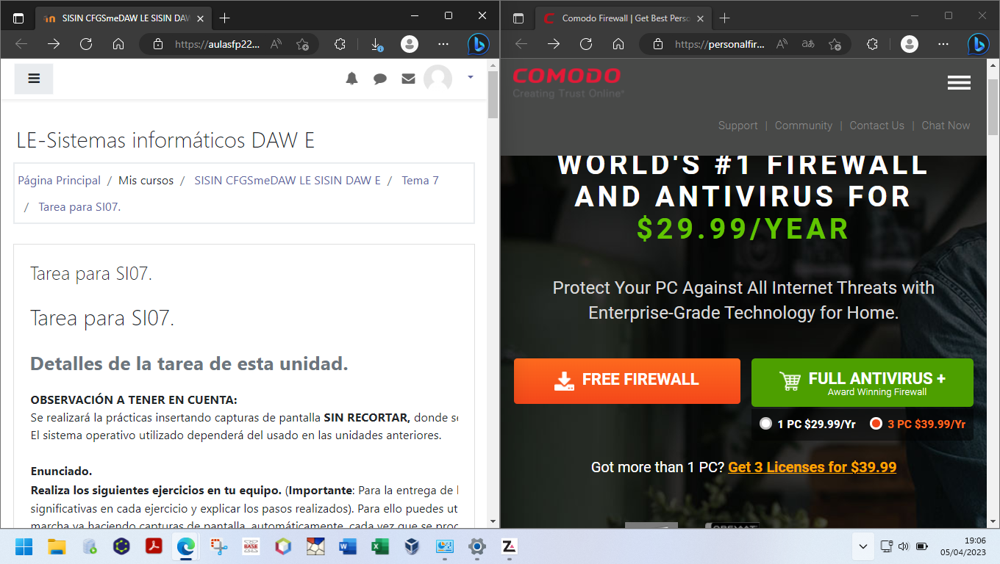 SISIN CFGSmeDAW LE SISIN DAW
https://aulasfp22...
LE-Sistemas informáticos DAW E
Página Principal / Mis cursos / SISIN CFGSmeDAW LE SISIN DAW E / Tema 7
/ Tarea para SI07.
Tarea para SI07.
Tarea para SI07.
Detalles de la tarea de esta unidad.
OBSERVACIÓN A TENER EN CUENTA:
Se realizará la prácticas insertando capturas de pantalla SIN RECORTAR, donde
El sistema operativo utilizado dependerá del usado en las unidades anteriores.
Enunciado.
Realiza los siguientes ejercicios en tu equipo. (Importante: Para la entrega de
significativas en cada ejercicio y explicar los pasos realizados). Para ello puedes
marcha va haciendo capturas de pantalla, automáticamente, cada vez que se
Comodo Firewall | Get Best Perso
https://personalfir...
COMODO
Creating Trust Online®
Support | Community | Contact Us | Chat Now
WORLD'S #1 FIREWALL
AND ANTIVIRUS FOR
$29.99/YEAR
Protect Your PC Against All Internet Threats with
Enterprise-Grade Technology for Home.
FREE FIREWALL
FULL ANTIVIRUS +
Award Winning Firewall
1 PC $29.99/Yr
3 PC $39.99/Yr
Got more than 1 PC? Get 3 Licenses for $39.99
BASE
19:06
05/04/2023